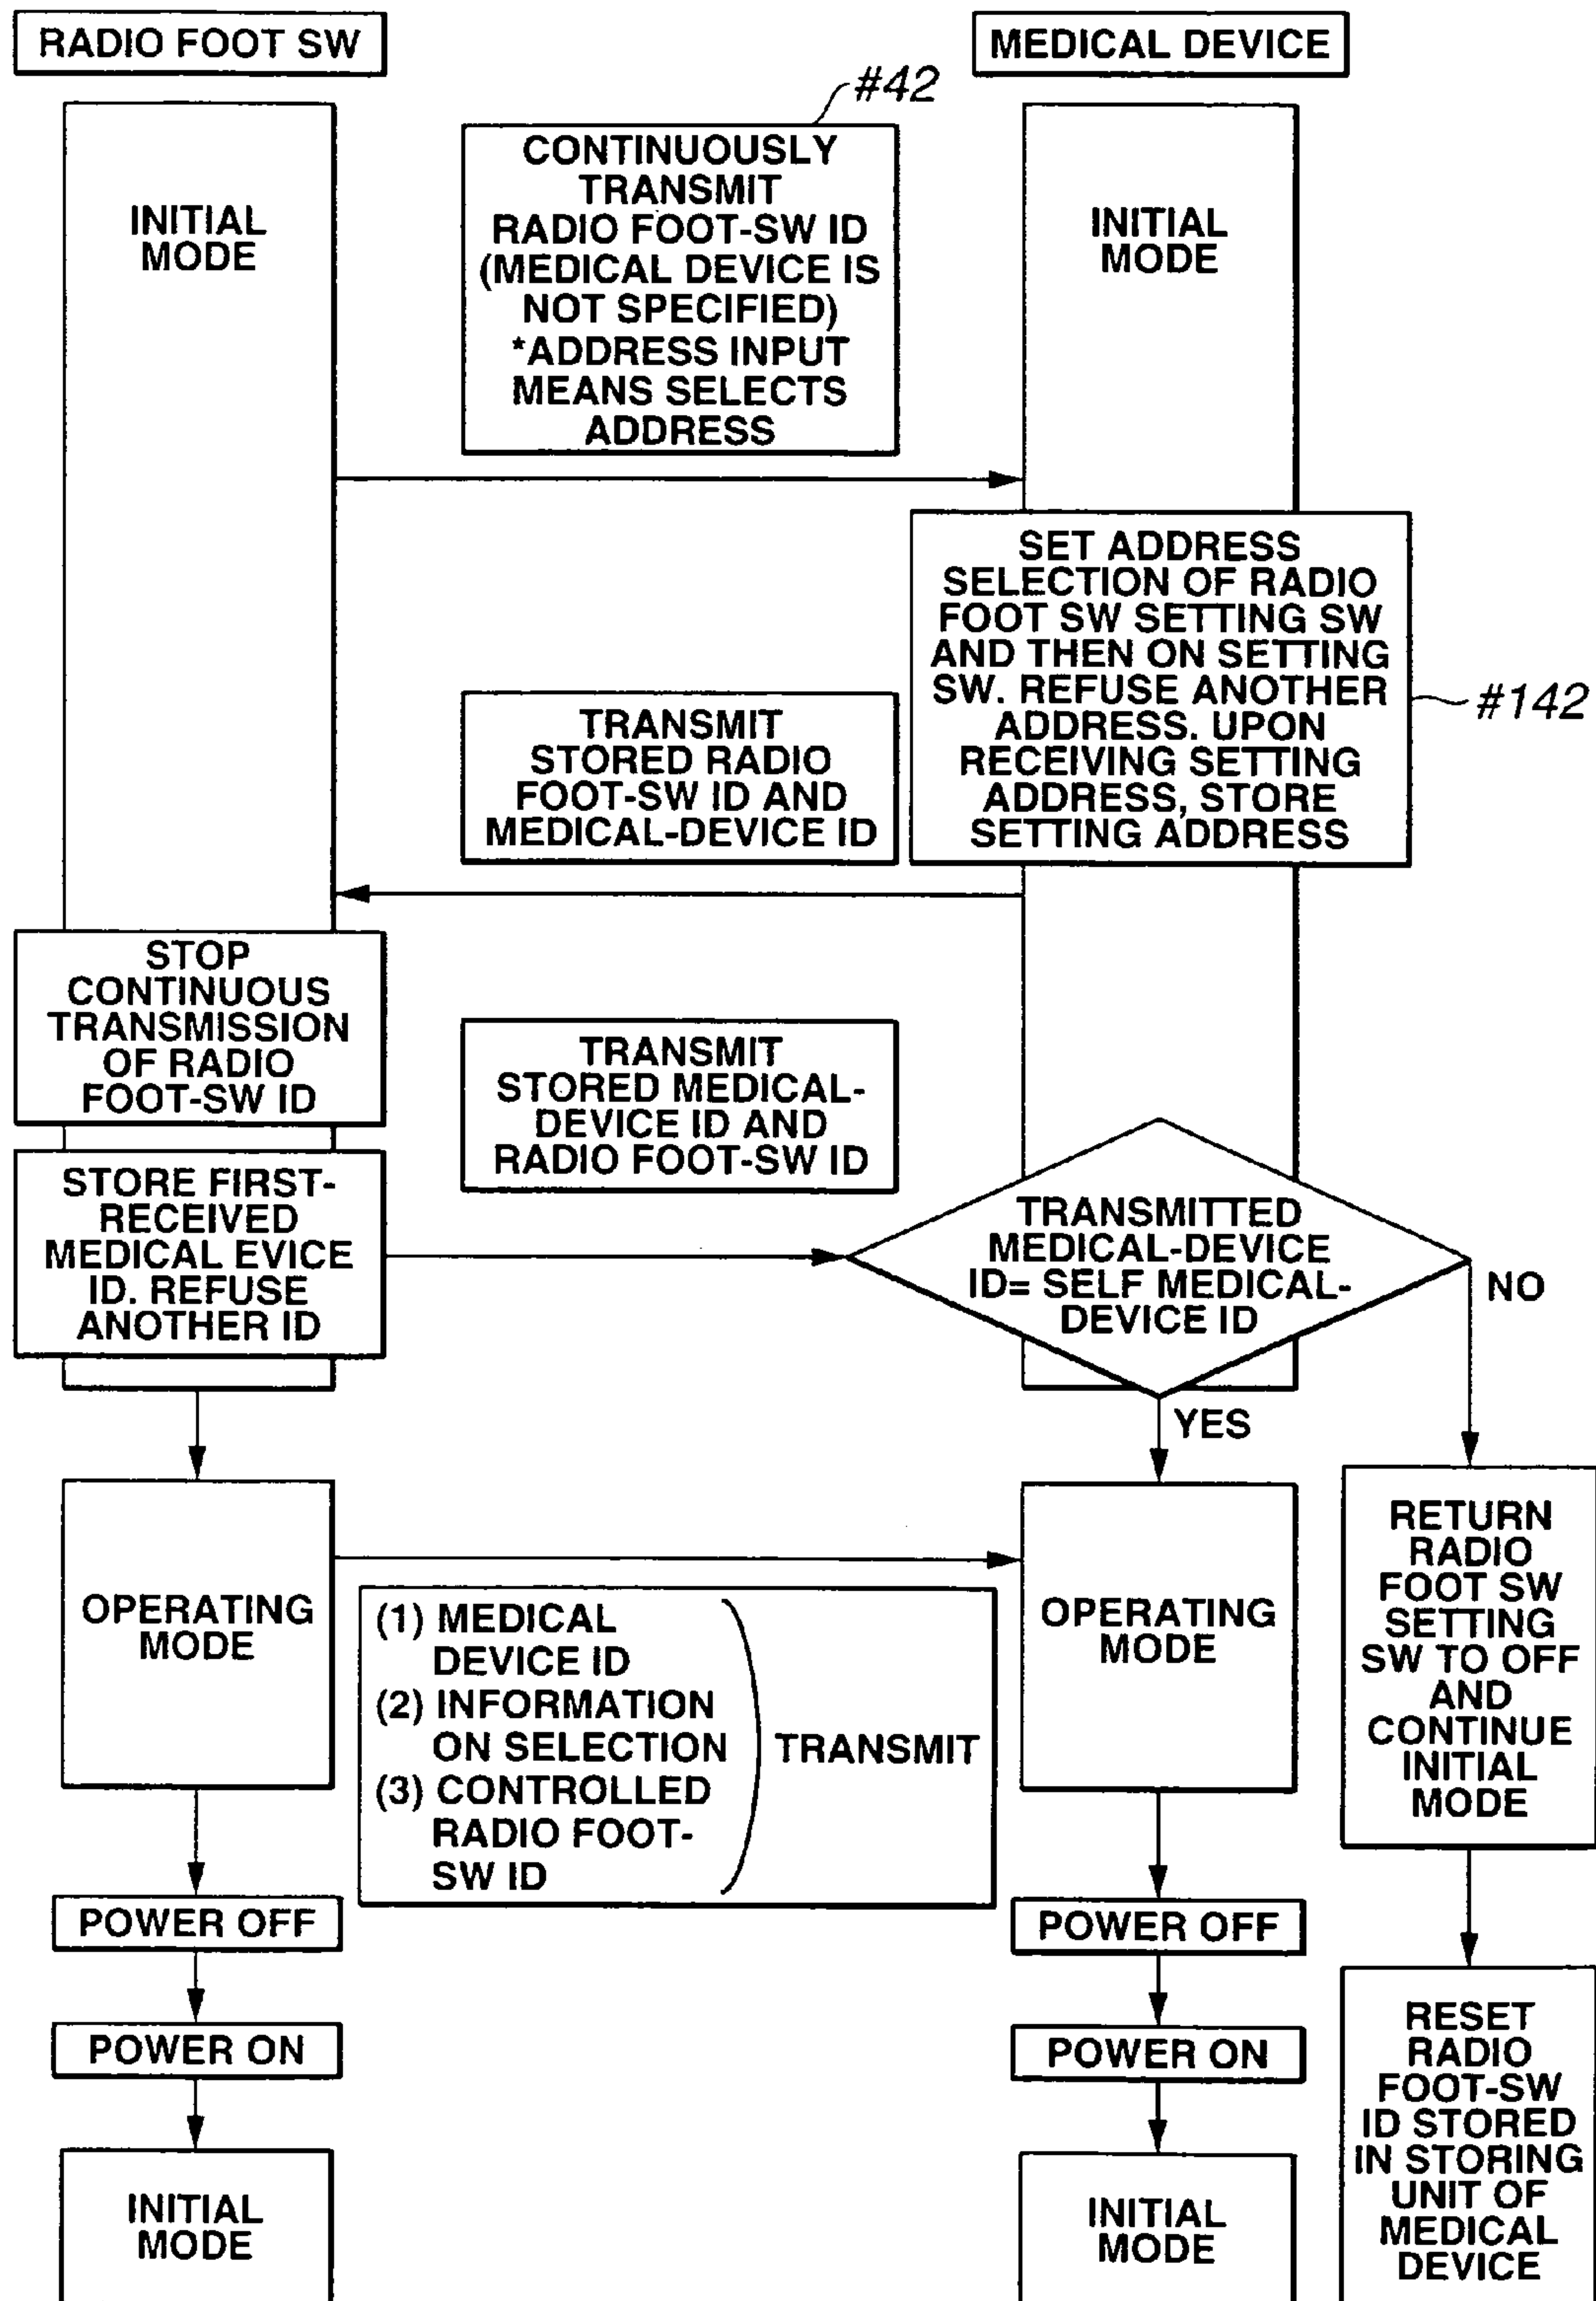 RADIO FOOT SW
MEDICAL DEVICE
#42
INITIAL
MODE
CONTINUOUSLY
TRANSMIT
RADIO FOOT-SW ID
(MEDICAL DEVICE IS
NOT SPECIFIED)
*ADDRESS INPUT
MEANS SELECTS
ADDRESS
INITIAL
MODE
SET ADDRESS
SELECTION OF RADIO
FOOT SW SETTING SW
AND THEN ON SETTING
SW. REFUSE ANOTHER
ADDRESS. UPON
RECEIVING SETTING
ADDRESS, STORE
SETTING ADDRESS
#142
TRANSMIT
STORED RADIO
FOOT-SW ID AND
MEDICAL-DEVICE ID
STOP
CONTINUOUS
TRANSMISSION
OF RADIO
FOOT-SW ID
TRANSMIT
STORED MEDICAL-
DEVICE ID AND
RADIO FOOT-SW ID
STORE FIRST-
RECEIVED
MEDICAL EVICE
ID. REFUSE
ANOTHER ID
TRANSMITTED
MEDICAL-DEVICE
ID= SELF MEDICAL-
DEVICE ID
NO
YES
OPERATING
MODE
(1) MEDICAL
DEVICE ID
(2) INFORMATION
ON SELECTION
(3) CONTROLLED
RADIO FOOT-
SW ID
TRANSMIT
OPERATING
MODE
RETURN
RADIO
FOOT SW
SETTING
SW TO OFF
AND
CONTINUE
INITIAL
MODE
POWER OFF
POWER OFF
POWER ON
POWER ON
INITIAL
MODE
INITIAL
MODE
RESET
RADIO
FOOT-SW
ID STORED
IN STORING
UNIT OF
MEDICAL
DEVICE